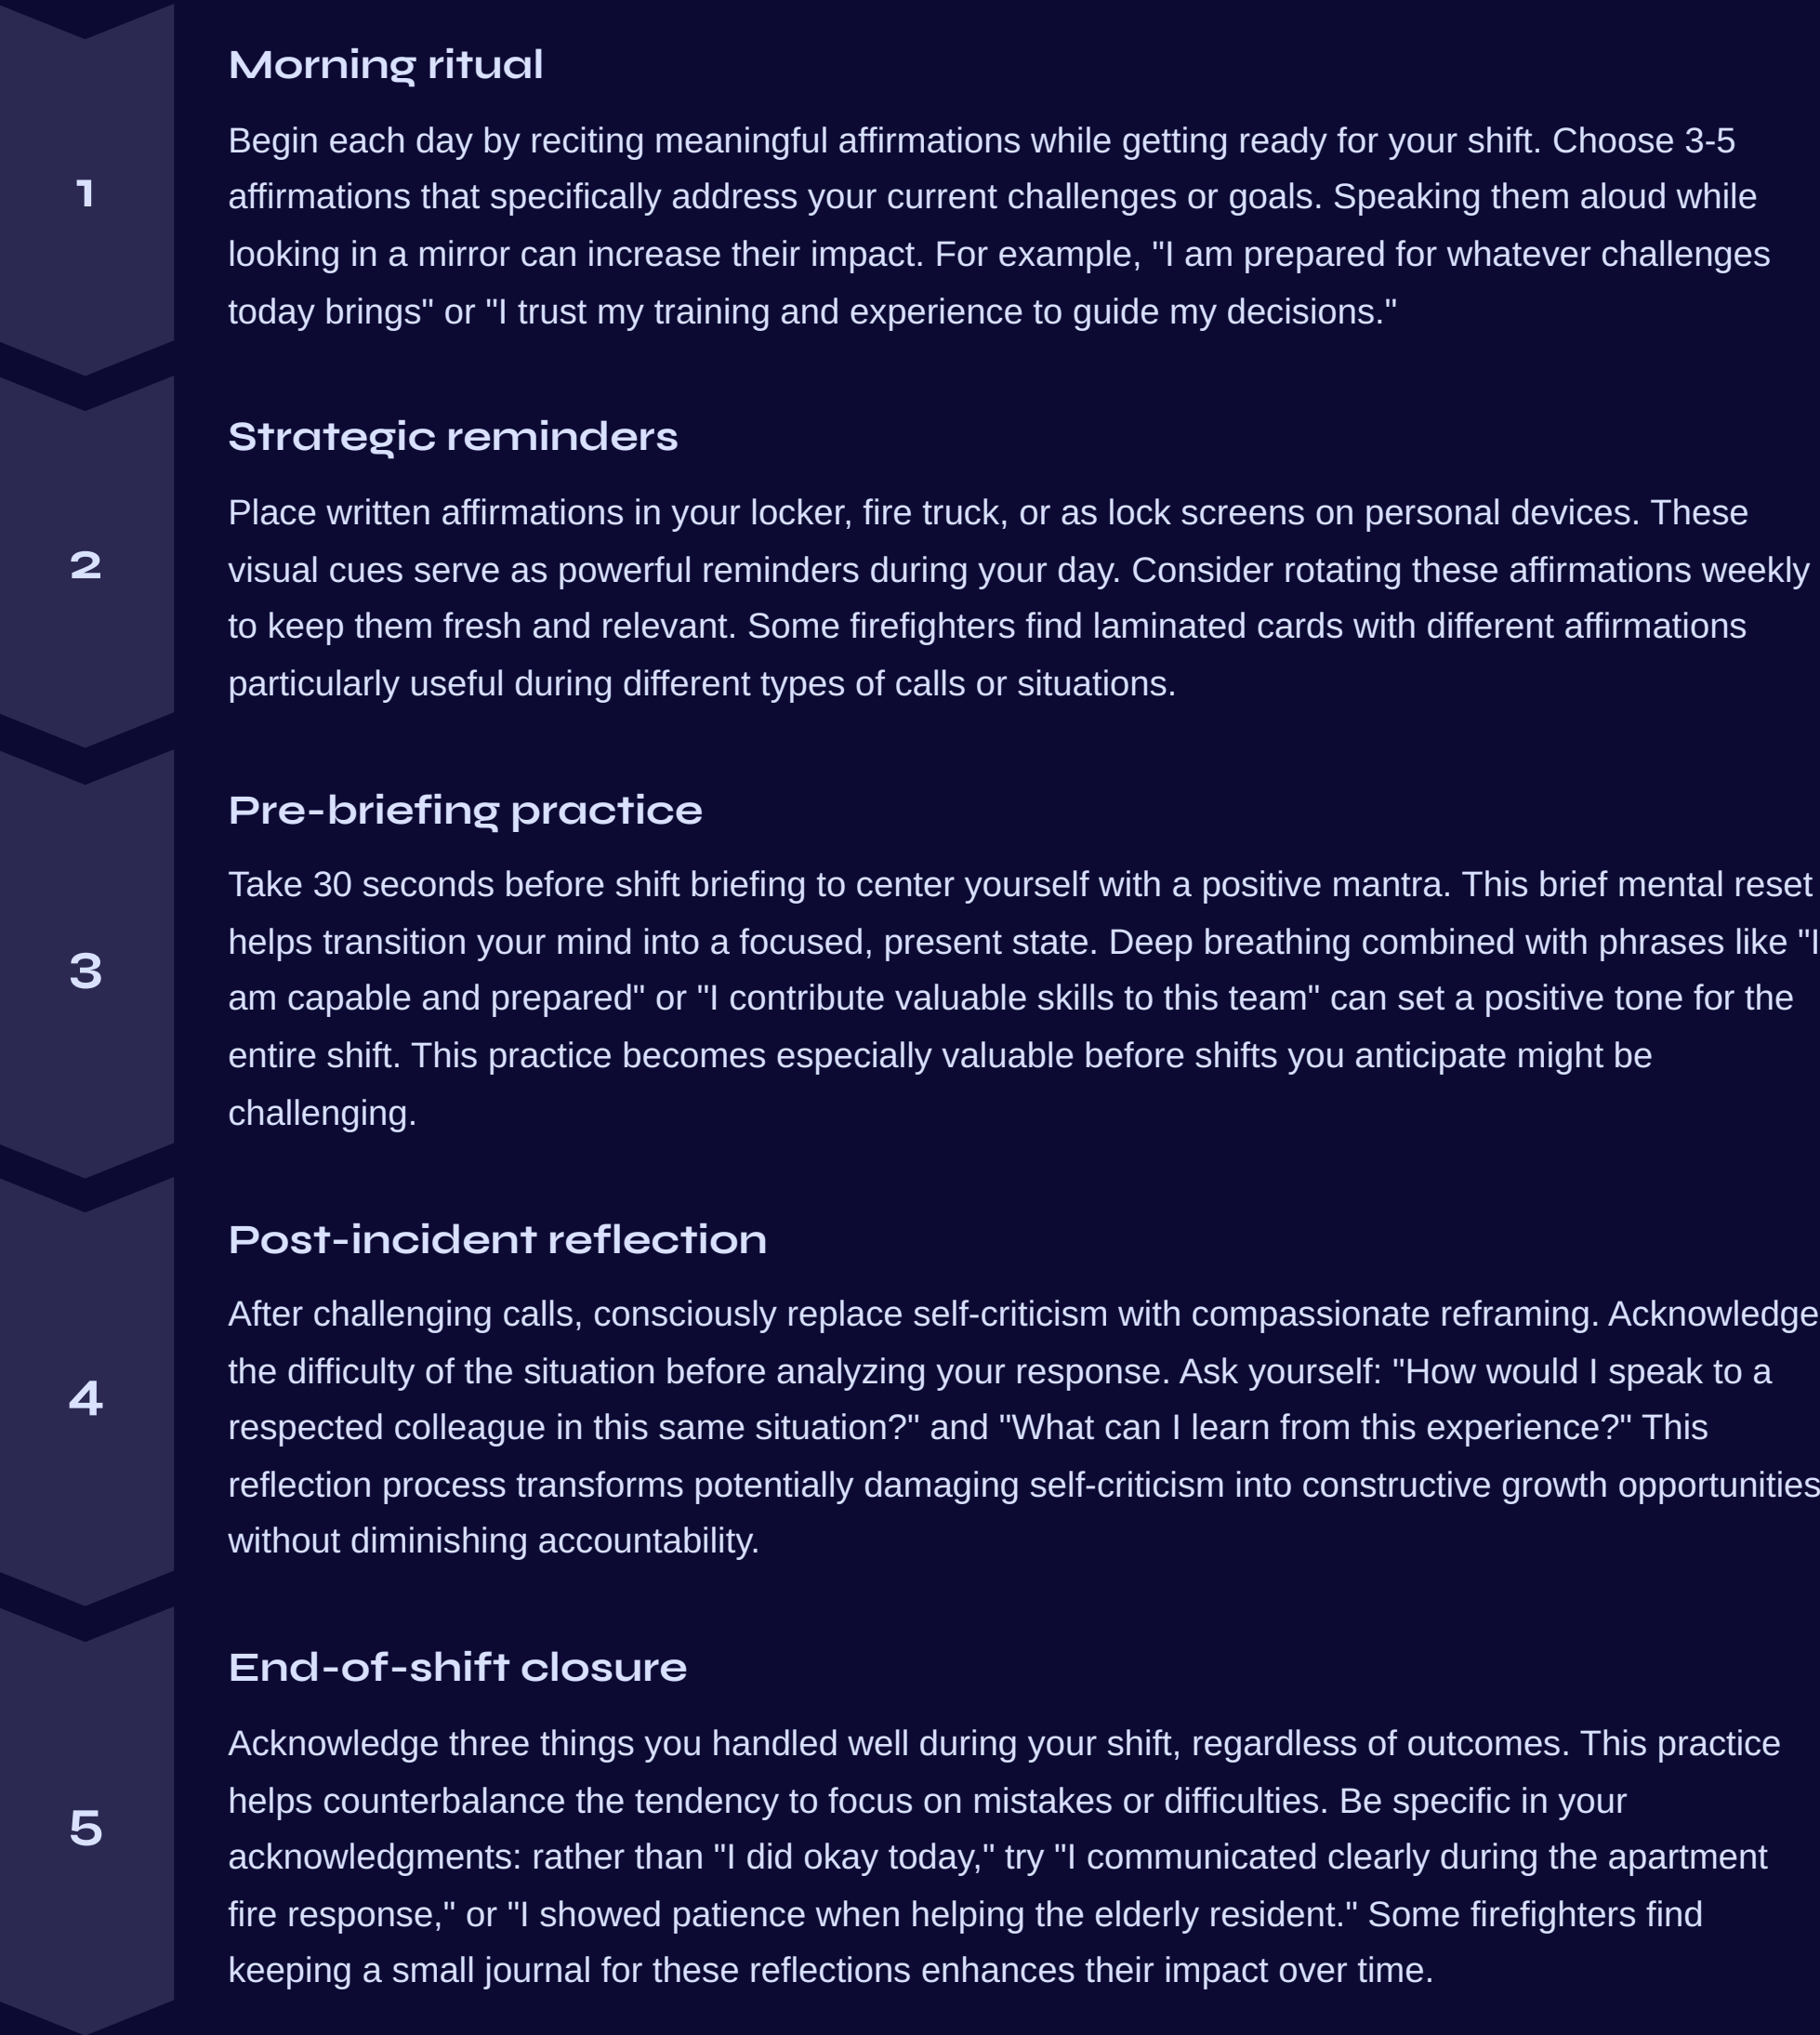 Morning ritual
Begin each day by reciting meaningful affirmations while getting ready for your shift. Choose 3-5
affirmations that specifically address your current challenges or goals. Speaking them aloud while
1
looking in a mirror can increase their impact. For example, "I am prepared for whatever challenges
today brings" or "I trust my training and experience to guide my decisions."
Strategic reminders
Place written affirmations in your locker, fire truck, or as lock screens on personal devices. These
2
visual cues serve as powerful reminders during your day. Consider rotating these affirmations weekly
to keep them fresh and relevant. Some firefighters find laminated cards with different affirmations
particularly useful during different types of calls or situations.
Pre-briefing practice
Take 30 seconds before shift briefing to center yourself with a positive mantra. This brief mental reset
helps transition your mind into a focused, present state. Deep breathing combined with phrases like "I
3
am capable and prepared" or "I contribute valuable skills to this team" can set a positive tone for the
entire shift. This practice becomes especially valuable before shifts you anticipate might be
challenging.
Post-incident reflection
After challenging calls, consciously replace self-criticism with compassionate reframing. Acknowledge
the difficulty of the situation before analyzing your response. Ask yourself: "How would I speak to a
4
respected colleague in this same situation?" and "What can I learn from this experience?" This
reflection process transforms potentially damaging self-criticism into constructive growth opportunities
without diminishing accountability.
End-of-shift closure
Acknowledge three things you handled well during your shift, regardless of outcomes. This practice
helps counterbalance the tendency to focus on mistakes or difficulties. Be specific in your
5
acknowledgments: rather than "I did okay today," try "I communicated clearly during the apartment
fire response," or "I showed patience when helping the elderly resident." Some firefighters find
keeping a small journal for these reflections enhances their impact over time.